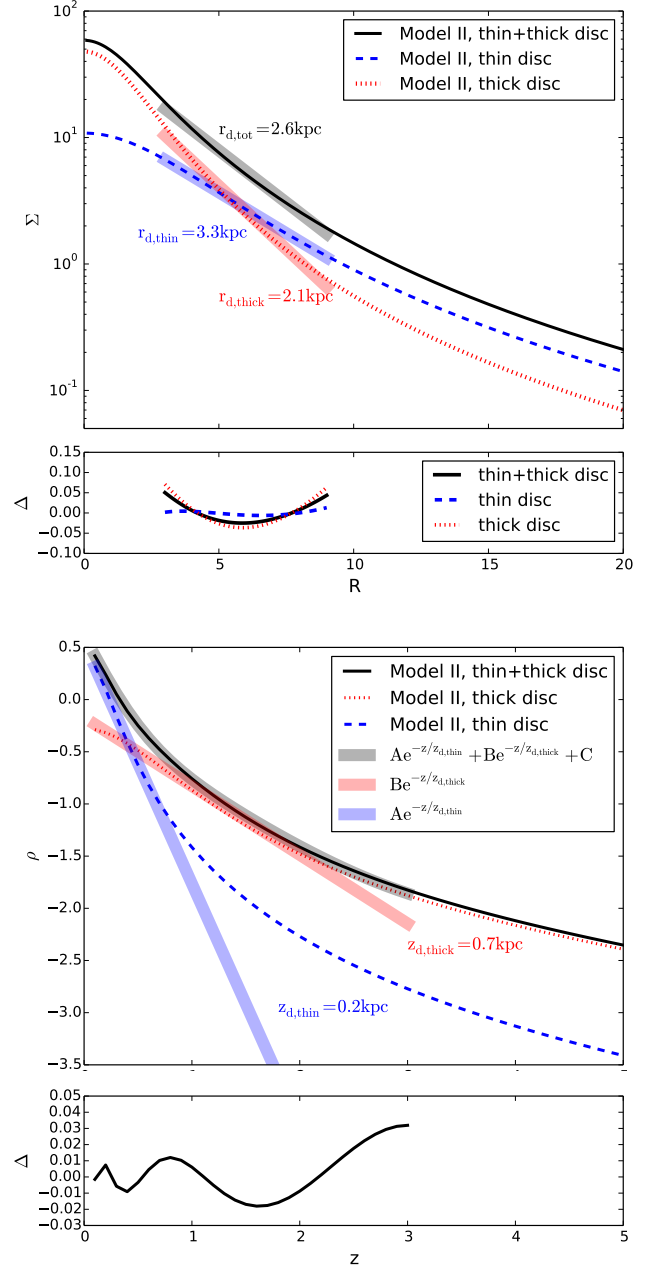 10²
Model II, thin+thick disc
Model II, thin disc
Model II, thick disc
r_d,tot=2.6kpc
10¹
Σ
r_d,thin=3.3kpc
10⁰
r_d,thick=2.1kpc
10⁻¹
0.15
0.10
0.05
0.00
−0.05
−0.10
Δ
thin+thick disc
thin disc
thick disc
0 5 10 15 20
R
0.5
0.0
−0.5
−1.0
−1.5
−2.0
−2.5
−3.0
−3.5
ρ
Model II, thin+thick disc
Model II, thick disc
Model II, thin disc
Ae^−z/z_d,thin +Be^−z/z_d,thick +C
Be^−z/z_d,thick
Ae^−z/z_d,thin
z_d,thick=0.7kpc
z_d,thin=0.2kpc
0.05
0.04
0.03
0.02
0.01
0.00
−0.01
−0.02
−0.03
Δ
0 1 2 3 4 5
z